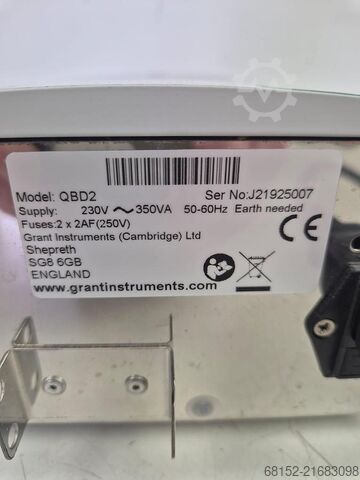 Model: QBD2 Ser No:J21925007
Supply: 230V ~ 350VA 50-60Hz Earth needed
Fuses:2 x 2AF(250V)
Grant Instruments (Cambridge) Ltd
Shepreth
SG8 6GB
ENGLAND
www.grantinstruments.com
CE
68152-21683098